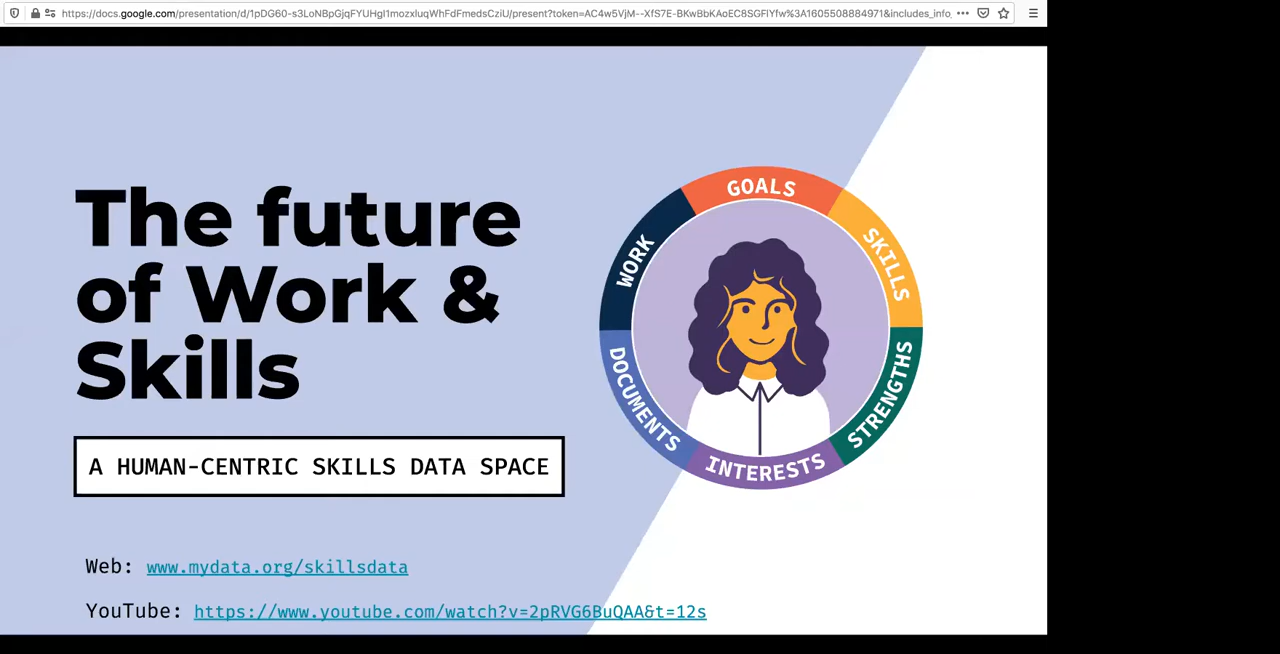 https://docs.google.com/presentation/d/1pDG60-s3LoNBpGjqFYUHgI1mozxluqWhFdFmedsCziU/present?token=AC4w5VjM--XfS7E-BKwBbKAoEC8SGFIYfw%3A1605508884971&includes_info_
The future
of Work &
Skills
A HUMAN-CENTRIC SKILLS DATA SPACE
GOALS
SKILLS
STRENGTHS
INTERESTS
DOCUMENTS
WORK
Web: www.mydata.org/skillsdata
YouTube: https://www.youtube.com/watch?v=2pRVG6BuQAA&t=12s